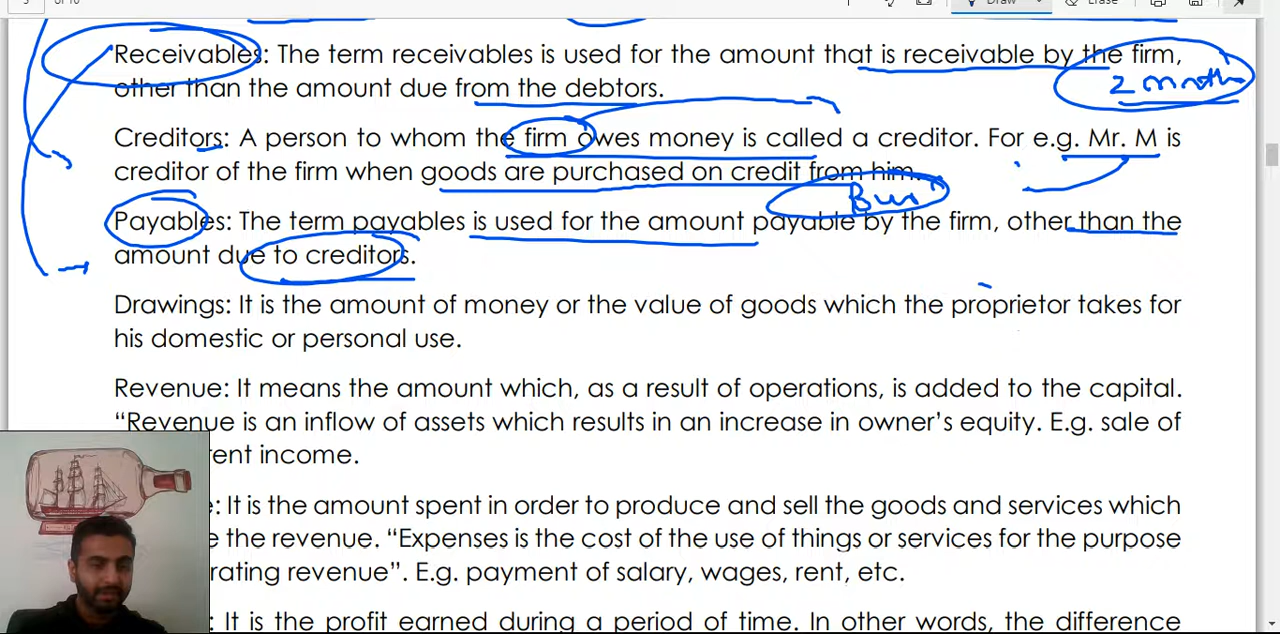 Draw
Erase
Receivables: The term receivables is used for the amount that is receivable by the firm,
other than the amount due from the debtors.
2 month
Creditors: A person to whom the firm owes money is called a creditor. For e.g. Mr. M is
creditor of the firm when goods are purchased on credit from him.
Payables: The term payables is used for the amount payable by the firm, other than the
amount due to creditors.
Drawings: It is the amount of money or the value of goods which the proprietor takes for
his domestic or personal use.
Revenue: It means the amount which, as a result of operations, is added to the capital.
“Revenue is an inflow of assets which results in an increase in owner’s equity. E.g. sale of
rent income.
: It is the amount spent in order to produce and sell the goods and services which
the revenue. “Expenses is the cost of the use of things or services for the purpose
rating revenue”. E.g. payment of salary, wages, rent, etc.
: It is the profit earned during a period of time. In other words, the difference